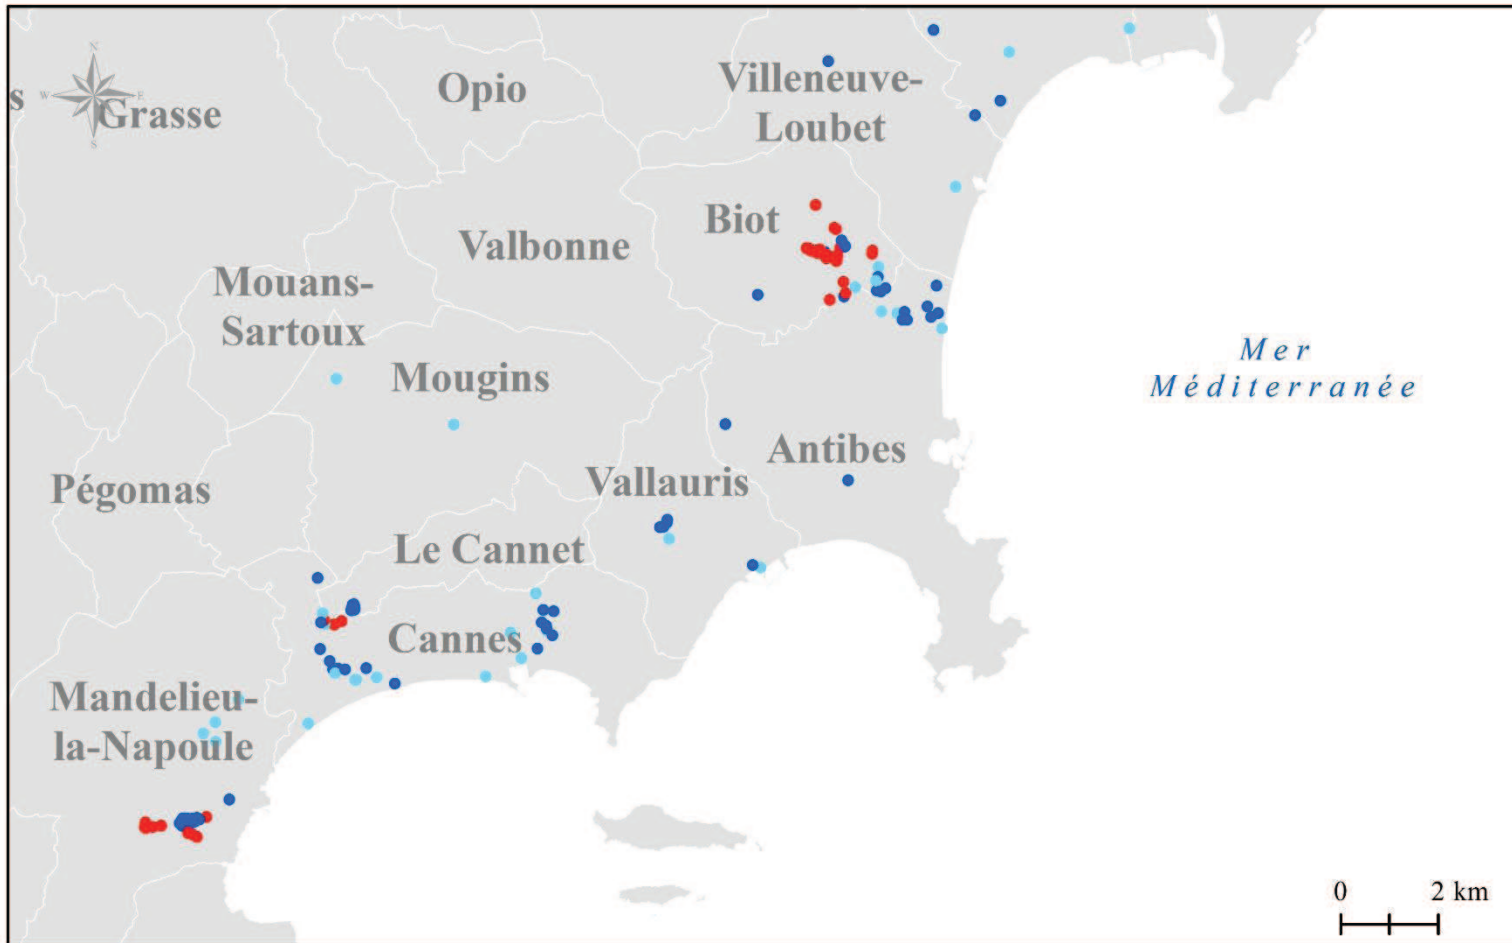 N
W
E
S
s
Grasse
Opio
Villeneuve-
Loubet
Biot
Valbonne
Mouans-
Sartoux
Mougins
Mer
Méditerranée
Antibes
Vallauris
Pégomas
Le Cannet
Cannes
Mandelieu-
la-Napoule
0 2 km